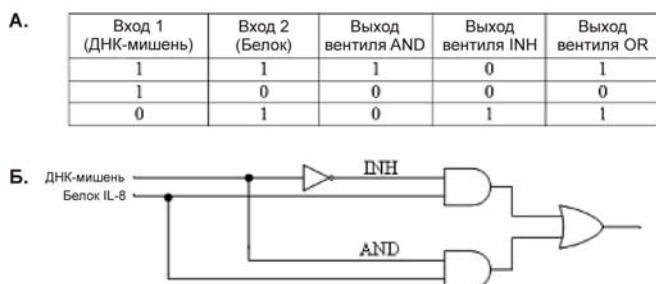 А.
Вход 1 Вход 2 Выход Выход Выход
(ДНК-мишень) (Белок) вентиля AND вентиля INH вентиля OR
1 1 1 0 1
1 0 0 0 0
0 1 0 1 1
Б. ДНК-мишень INH
Белок IL-8
AND